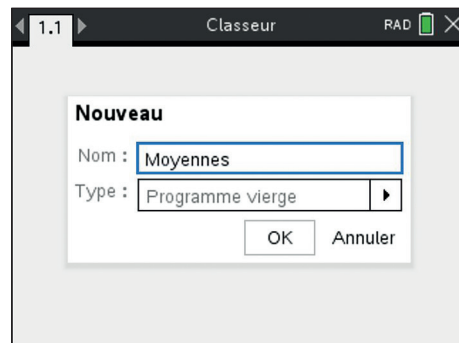 1.1 Classeur RAD
Nouveau
Nom : Moyennes
Type : Programme vierge
OK Annuler